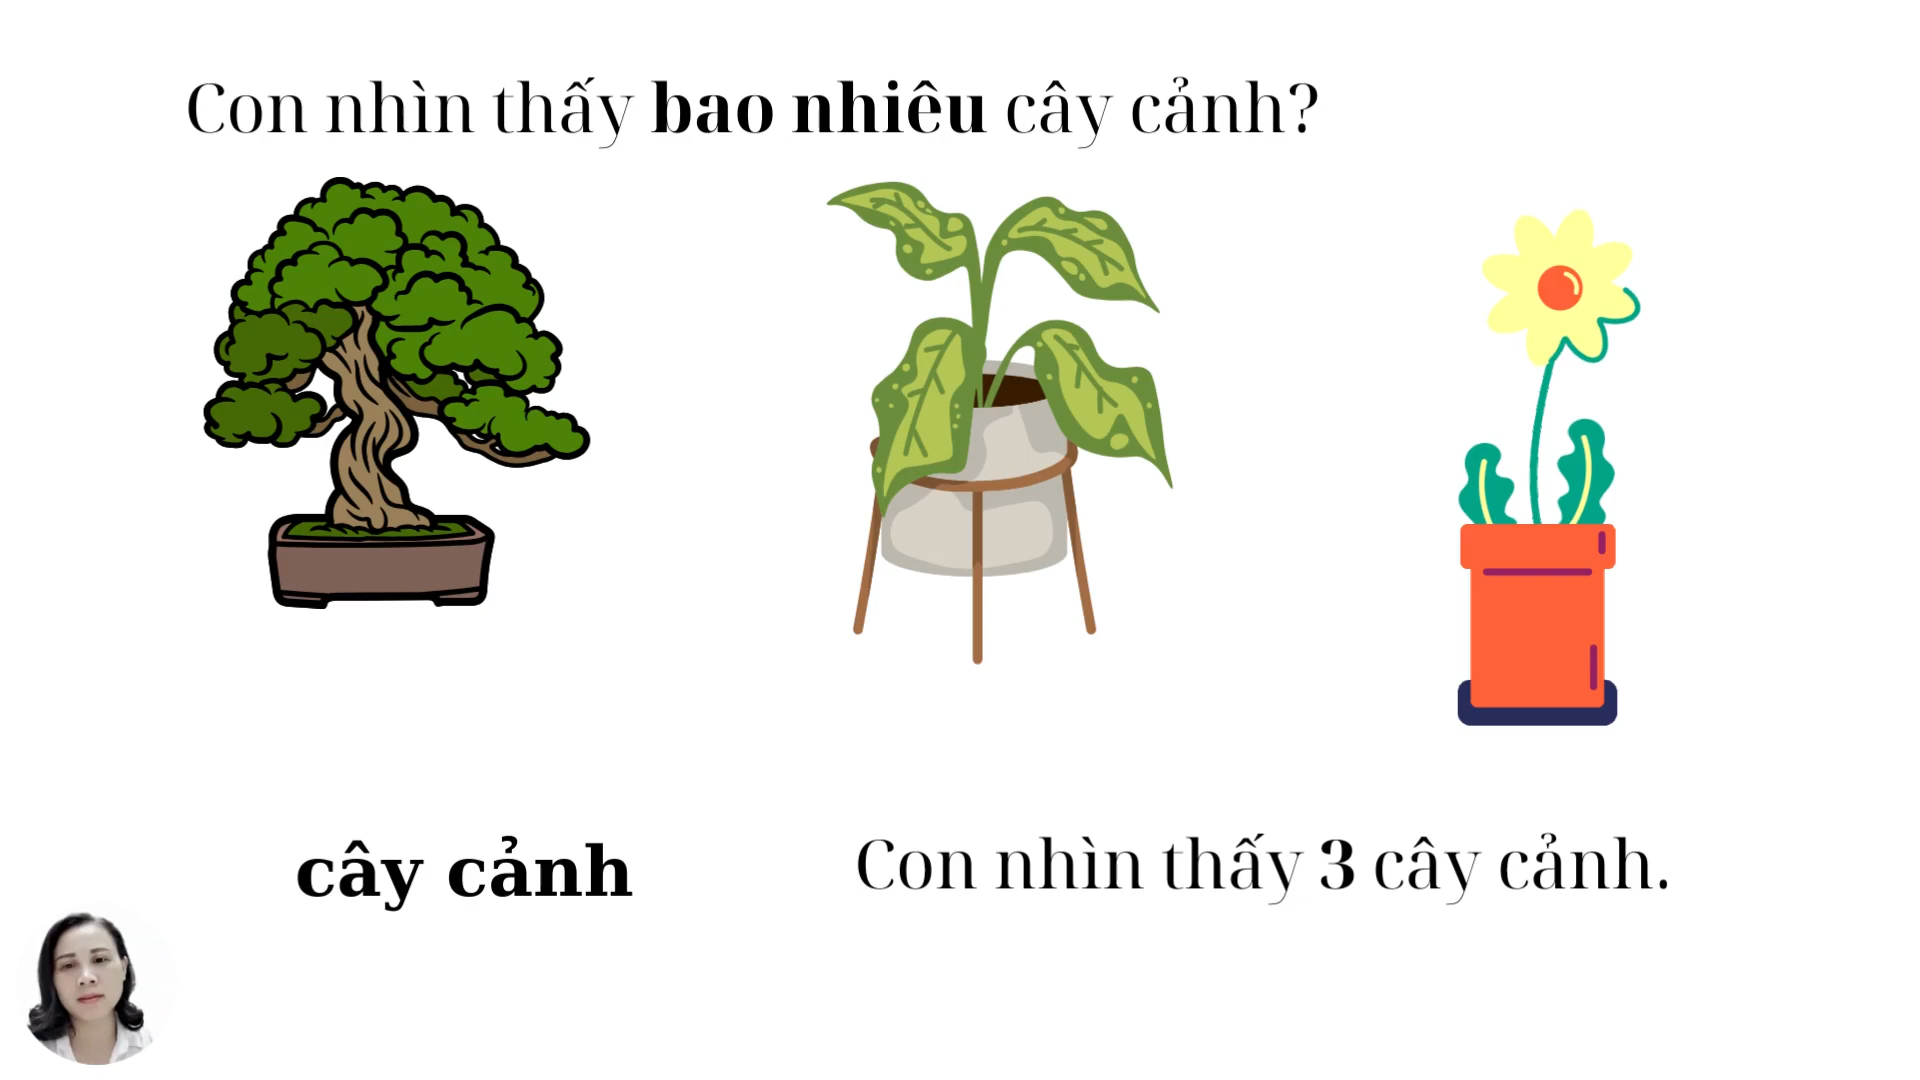 Con nhìn thấy bao nhiêu cây cảnh?
cây cảnh
Con nhìn thấy 3 cây cảnh.